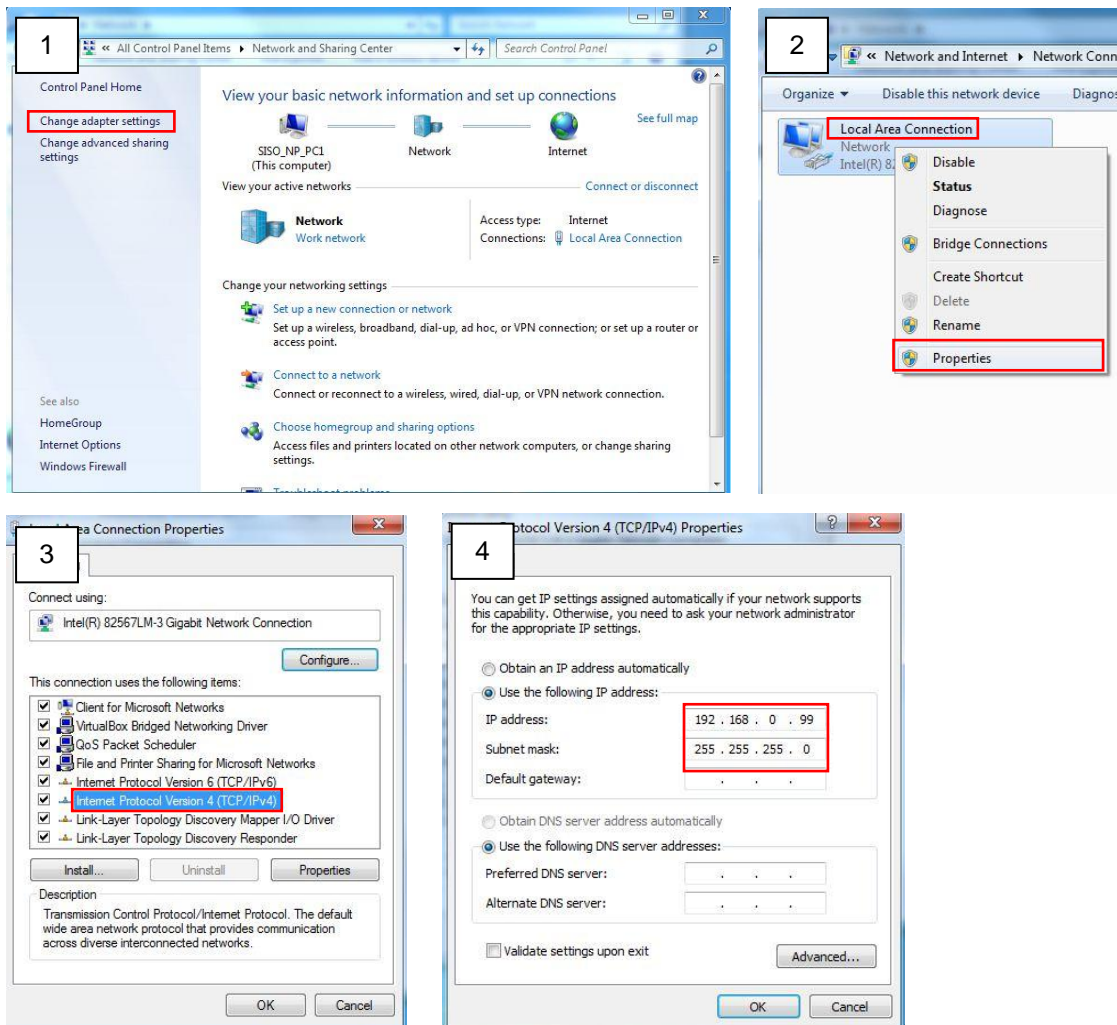 1
« All Control Panel Items ▸ Network and Sharing Center
Search Control Panel
Control Panel Home
Change adapter settings
Change advanced sharing
settings
See also
HomeGroup
Internet Options
Windows Firewall
View your basic network information and set up connections
See full map
SISO_NP_PC1
(This computer)
Network
Internet
View your active networks
Connect or disconnect
Network
Work network
Access type: Internet
Connections: Local Area Connection
Change your networking settings
Set up a new connection or network
Set up a wireless, broadband, dial-up, ad hoc, or VPN connection; or set up a router or
access point.
Connect to a network
Connect or reconnect to a wireless, wired, dial-up, or VPN network connection.
Choose homegroup and sharing options
Access files and printers located on other network computers, or change sharing
settings.
Troubleshoot problems
2
« Network and Internet ▸ Network Conn
Organize Disable this network device Diagnos
Local Area Connection
Network
Intel(R) 82
Disable
Status
Diagnose
Bridge Connections
Create Shortcut
Delete
Rename
Properties
3
ea Connection Properties
Connect using:
Intel(R) 82567LM-3 Gigabit Network Connection
Configure...
This connection uses the following items:
Client for Microsoft Networks
VirtualBox Bridged Networking Driver
QoS Packet Scheduler
File and Printer Sharing for Microsoft Networks
Internet Protocol Version 6 (TCP/IPv6)
Internet Protocol Version 4 (TCP/IPv4)
Link-Layer Topology Discovery Mapper I/O Driver
Link-Layer Topology Discovery Responder
Install... Uninstall Properties
Description
Transmission Control Protocol/Internet Protocol. The default
wide area network protocol that provides communication
across diverse interconnected networks.
OK Cancel
4
otocol Version 4 (TCP/IPv4) Properties
You can get IP settings assigned automatically if your network supports
this capability. Otherwise, you need to ask your network administrator
for the appropriate IP settings.
Obtain an IP address automatically
Use the following IP address:
IP address: 192 . 168 . 0 . 99
Subnet mask: 255 . 255 . 255 . 0
Default gateway: . . .
Obtain DNS server address automatically
Use the following DNS server addresses:
Preferred DNS server: . . .
Alternate DNS server: . . .
Validate settings upon exit
Advanced...
OK Cancel